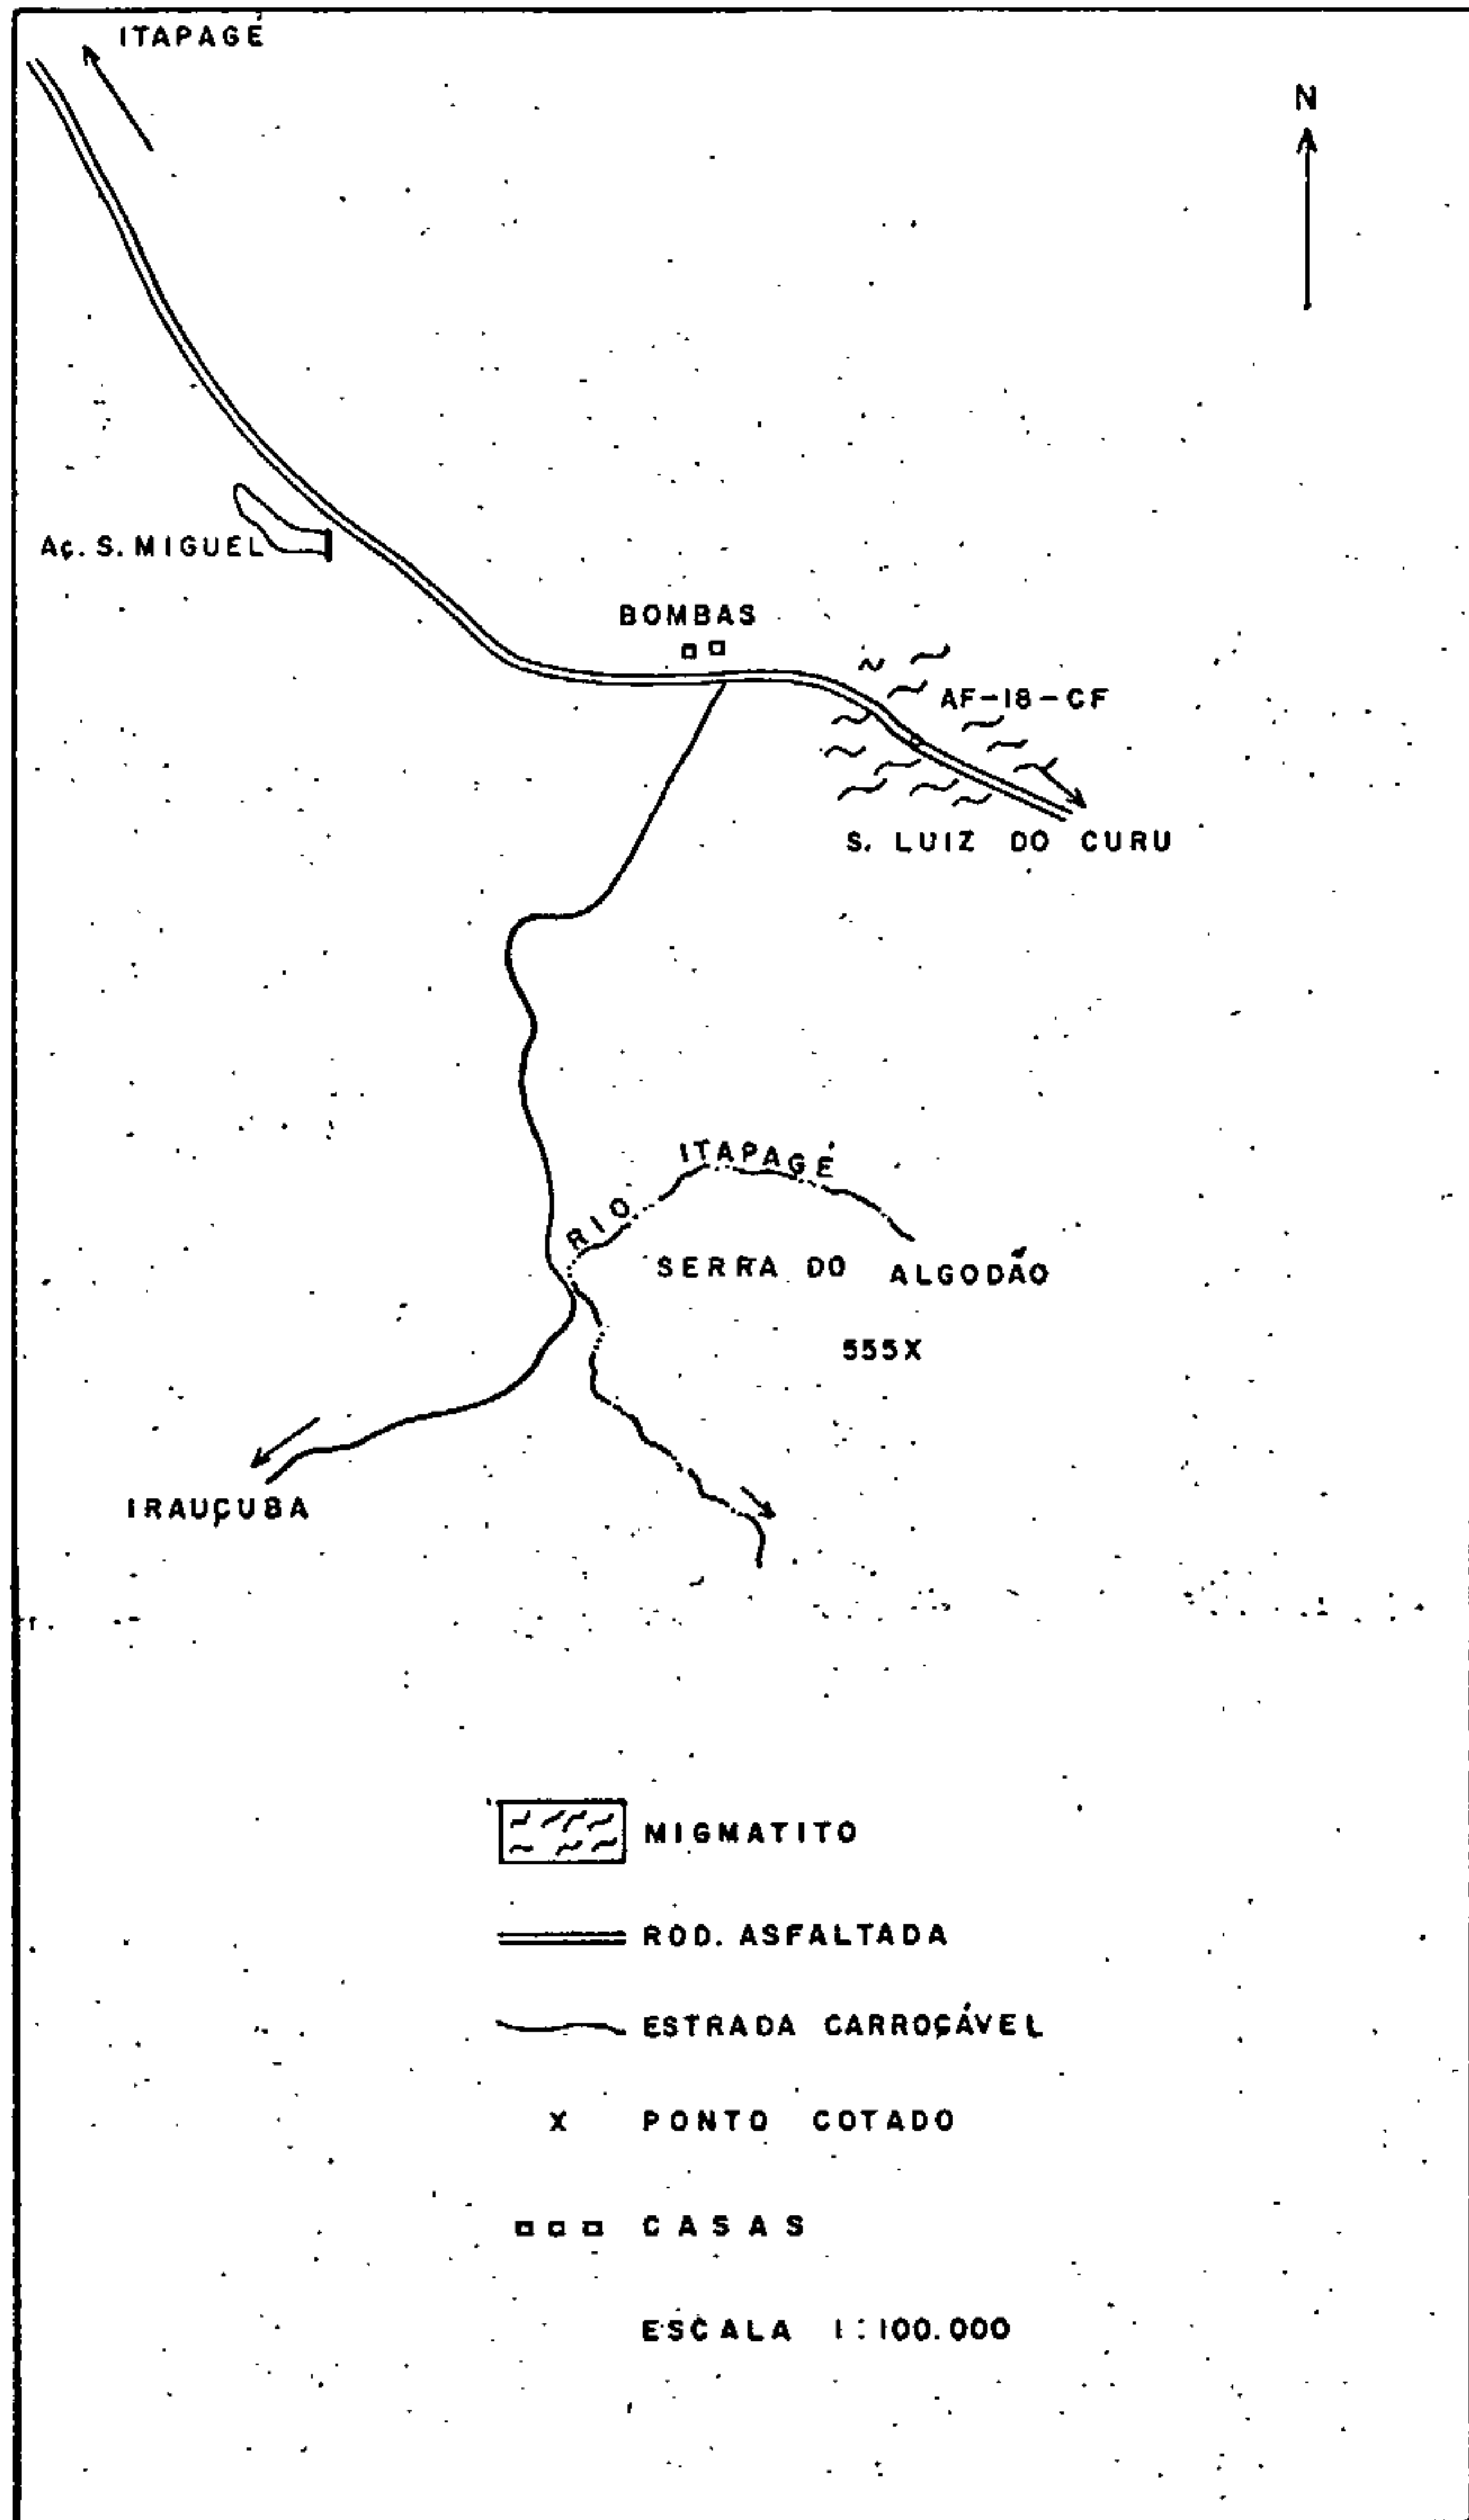 ITAPAGÉ
N
AÇ. S. MIGUEL
BOMBAS
AF-18-CF
S. LUIZ DO CURU
RIO ITAPAGÉ
SERRA DO ALGODÃO
555X
IRAUÇUBA
MIGMATITO
ROD. ASFALTADA
ESTRADA CARROÇÁVEL
X PONTO COTADO
CASAS
ESCALA 1:100.000